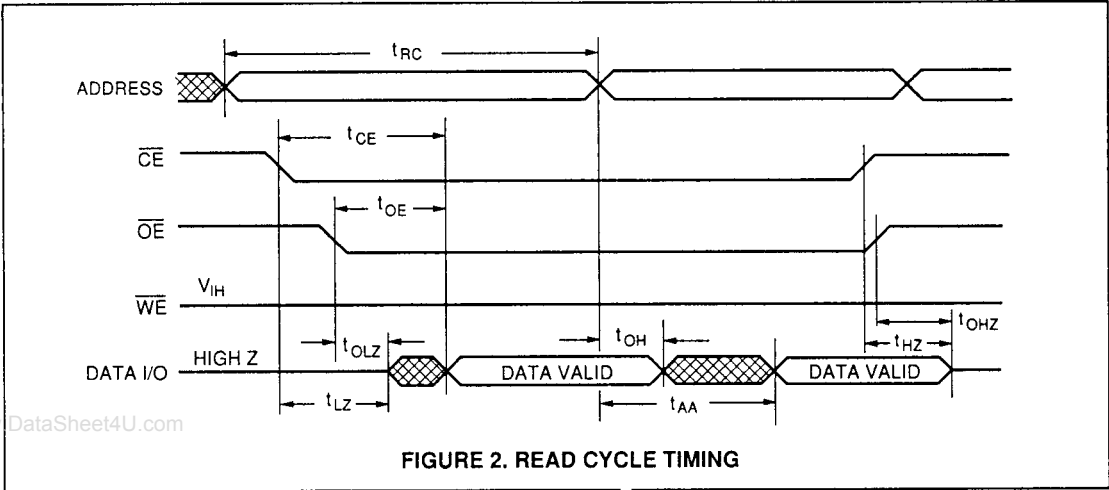 tRC
ADDRESS
tCE
CE
tOE
OE
VIH
WE
tOHZ
tOLZ
tOH
tHZ
HIGH Z
DATA I/O
DATA VALID
DATA VALID
tLZ
tAA
DataSheet4U.com
FIGURE 2. READ CYCLE TIMING